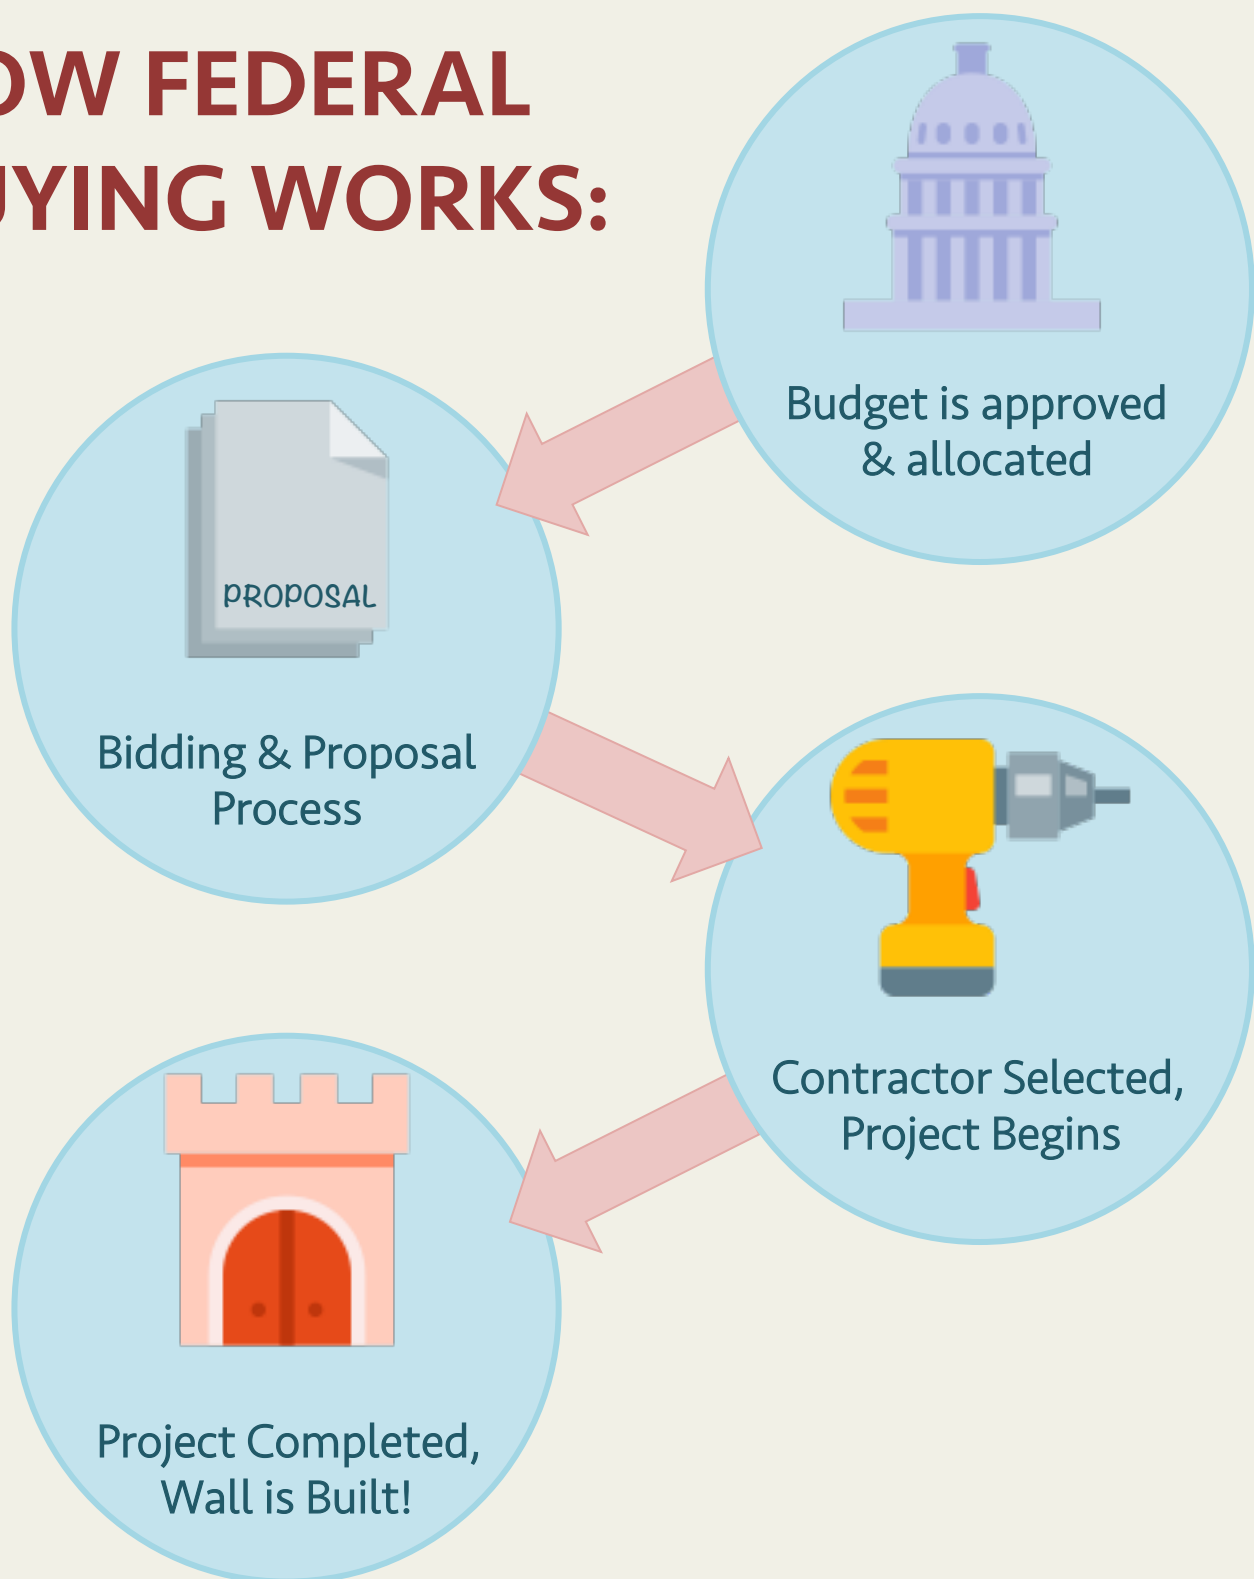 OW FEDERAL
UYING WORKS:
Budget is approved
& allocated
PROPOSAL
Bidding & Proposal
Process
Contractor Selected,
Project Begins
Project Completed,
Wall is Built!